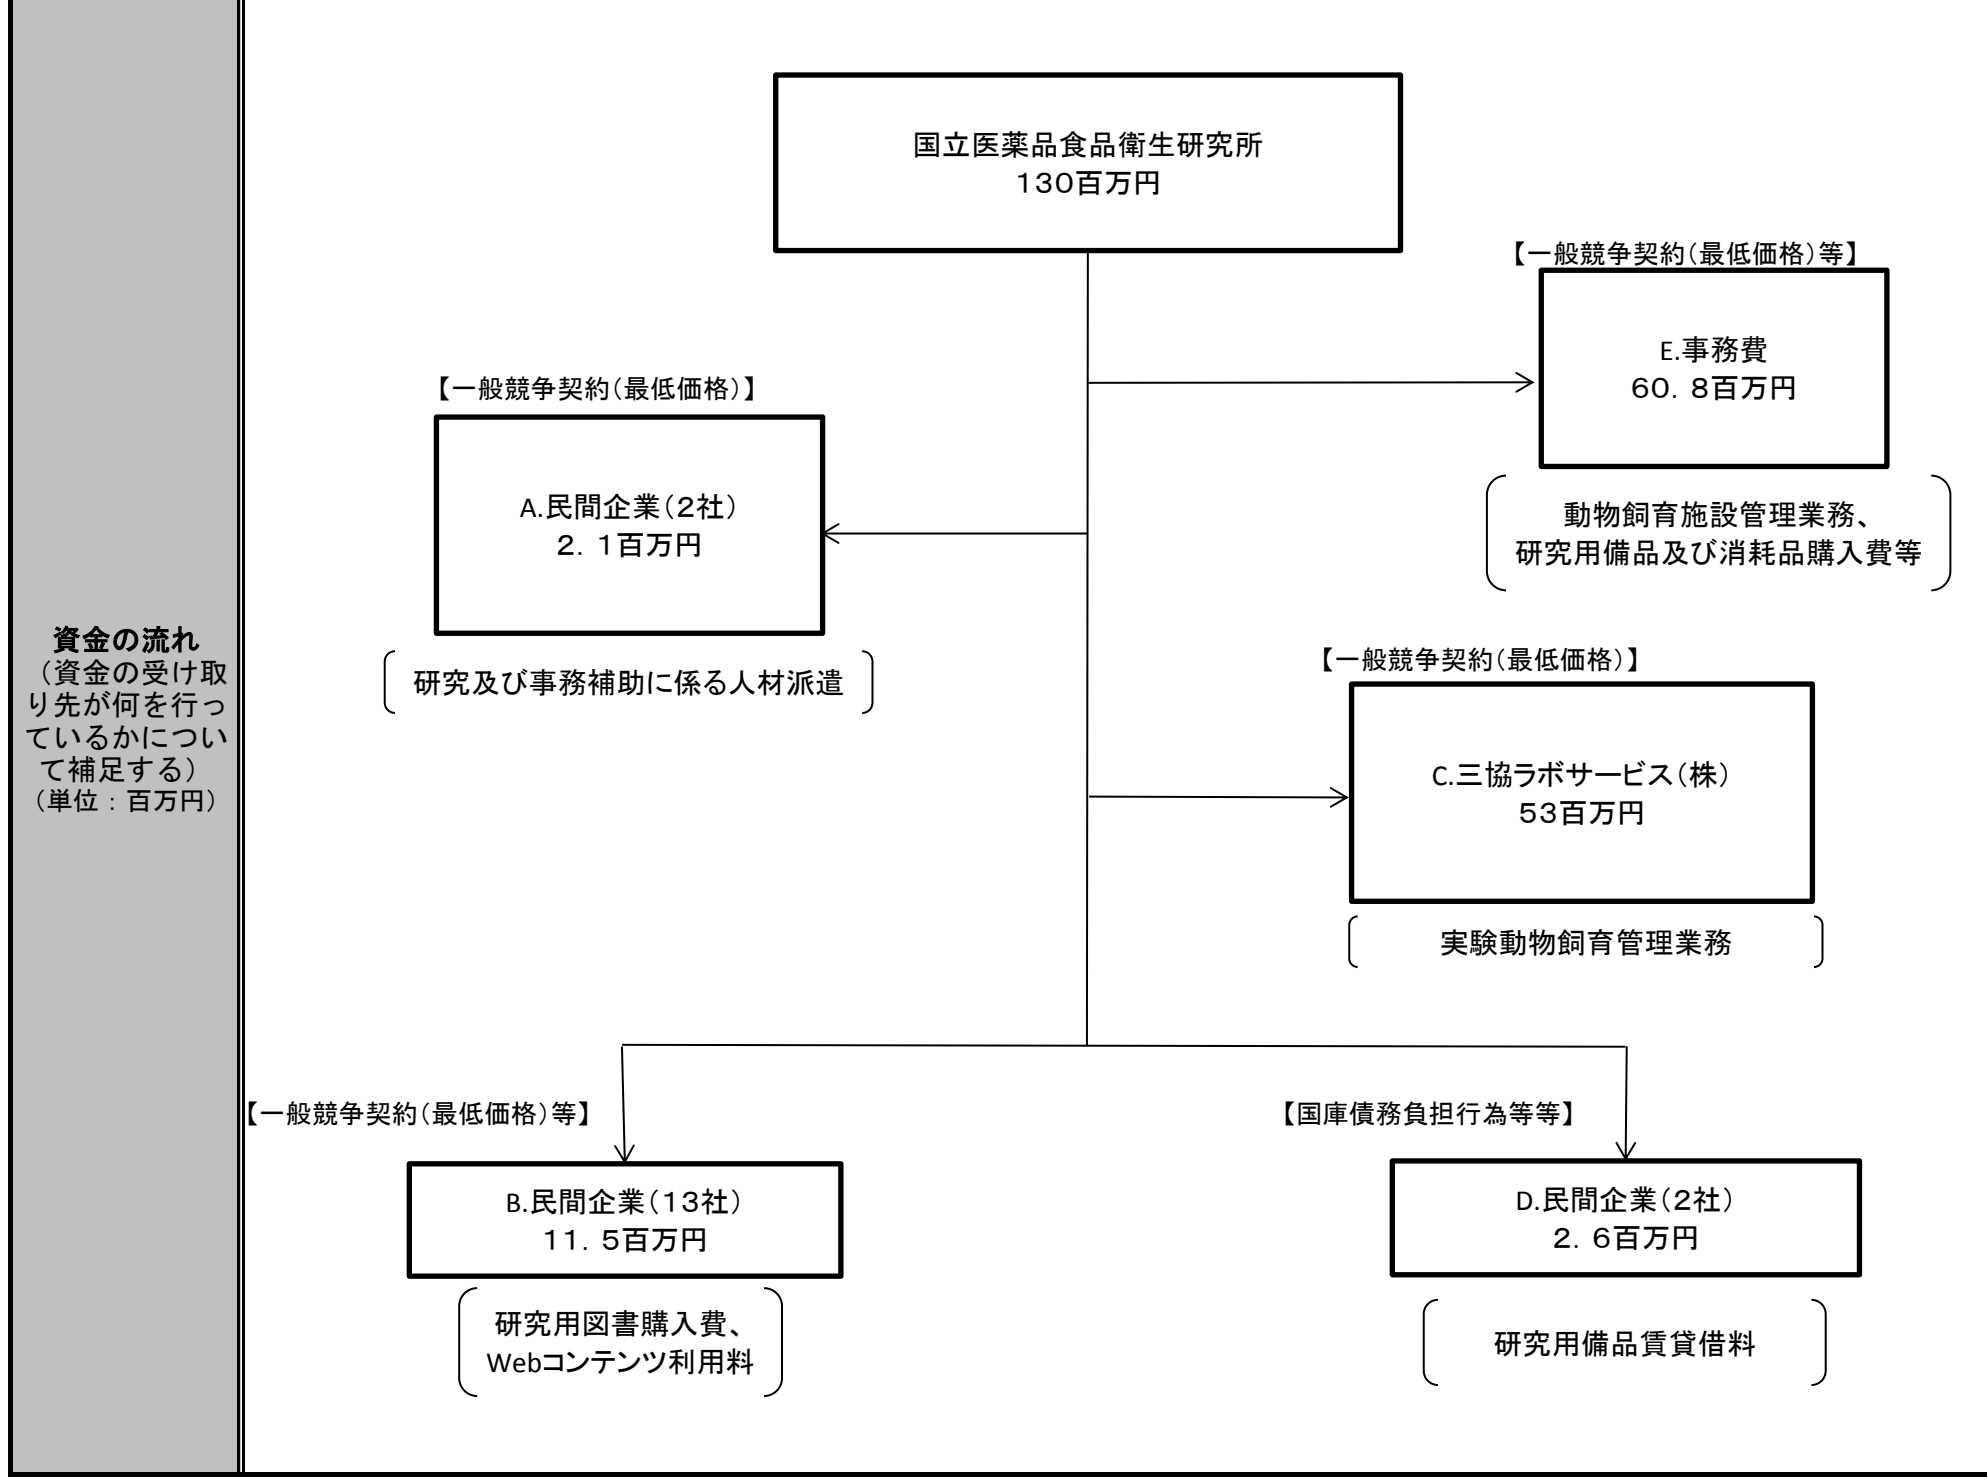 資金の流れ
（資金の受け取
り先が何を行っ
ているかについ
て補足する）
（単位：百万円）
国立医薬品食品衛生研究所
１３０百万円
【一般競争契約（最低価格）等】
E.事務費
６０．８百万円
動物飼育施設管理業務、
研究用備品及び消耗品購入費等
【一般競争契約（最低価格）】
A.民間企業（２社）
２．１百万円
研究及び事務補助に係る人材派遣
【一般競争契約（最低価格）】
C.三協ラボサービス（株）
５３百万円
実験動物飼育管理業務
【一般競争契約（最低価格）等】
B.民間企業（１３社）
１１．５百万円
研究用図書購入費、
Webコンテンツ利用料
【国庫債務負担行為等等】
D.民間企業（２社）
２．６百万円
研究用備品賃貸借料